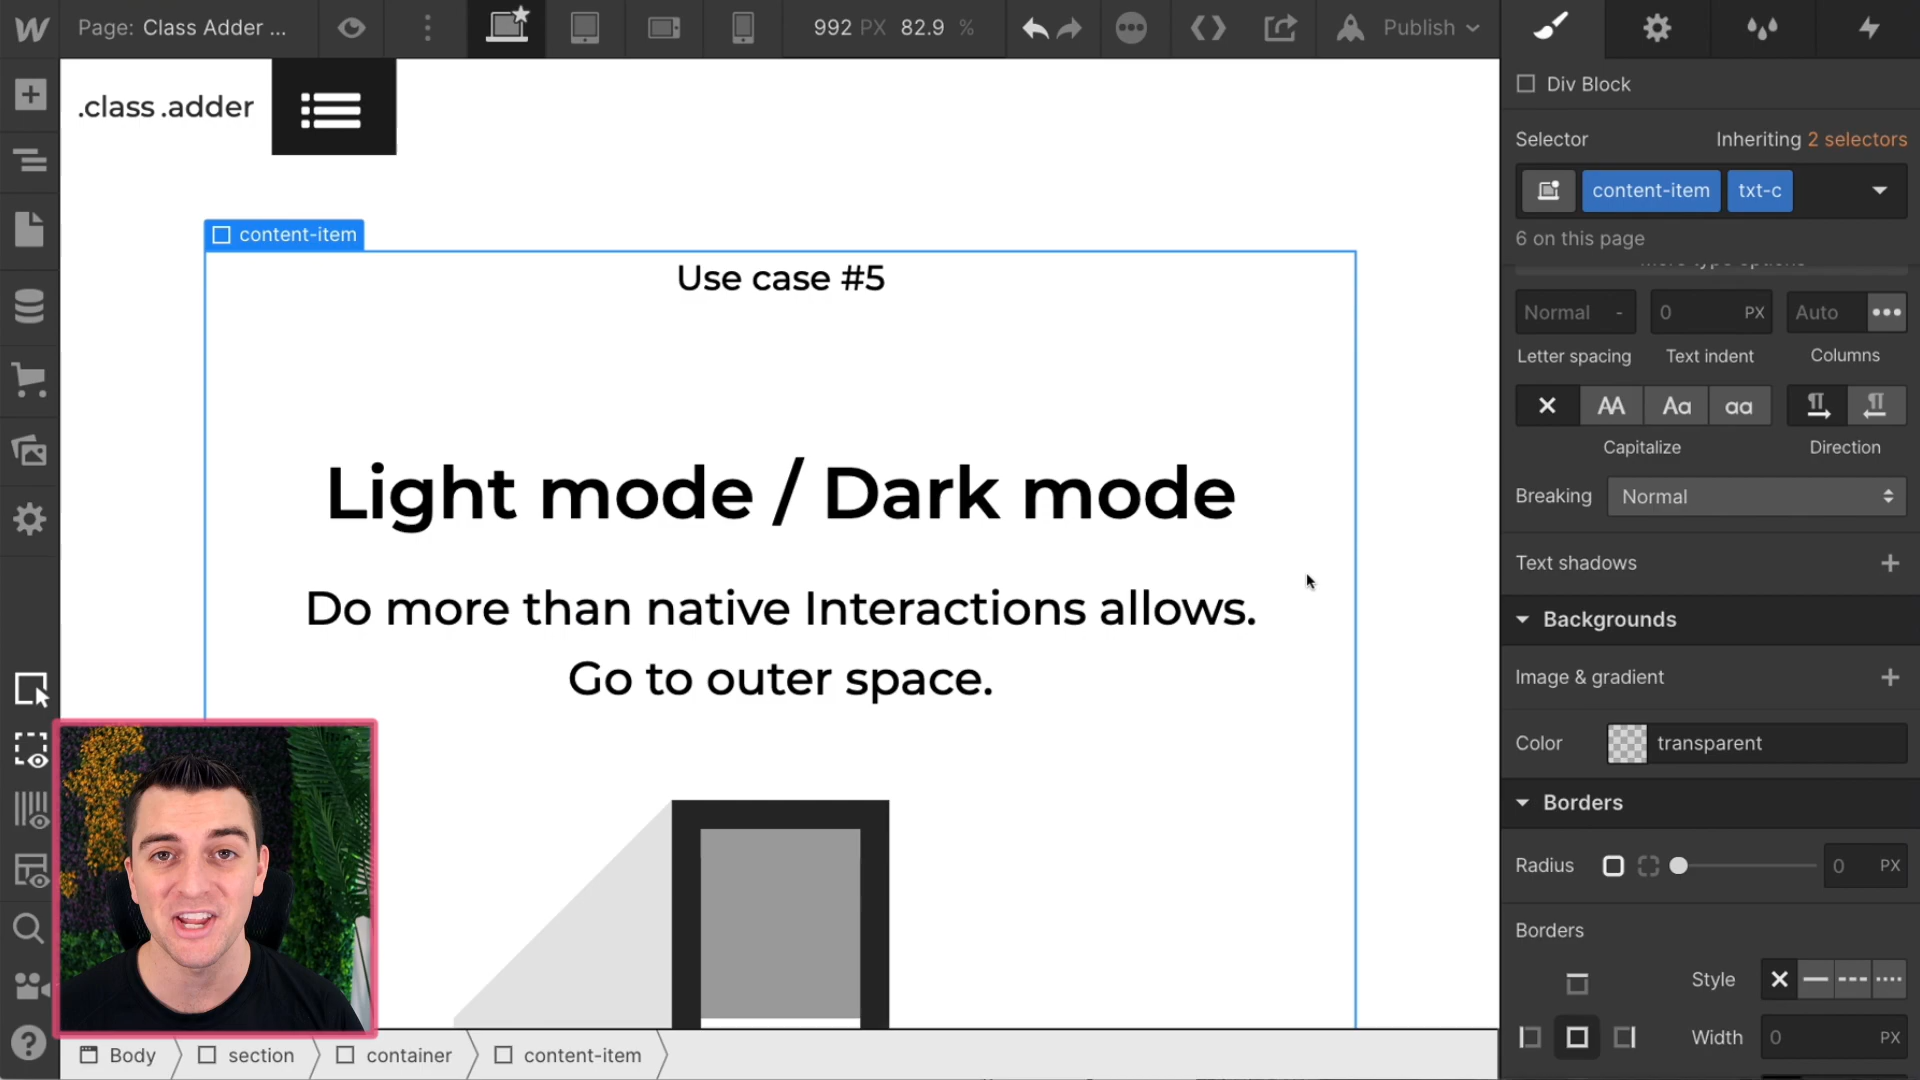 Page: Class Adder ...
992 PX 82.9 %
Publish
.class .adder
content-item
Use case #5
Light mode / Dark mode
Do more than native Interactions allows.
Go to outer space.
Body
section
container
content-item
Div Block
Selector
Inheriting 2 selectors
content-item
txt-c
6 on this page
More type options
Normal -
0 PX
Auto
Letter spacing
Text indent
Columns
AA
Aa
aa
Capitalize
Direction
Breaking
Normal
Text shadows
Backgrounds
Image & gradient
Color
transparent
Borders
Radius
0 PX
Borders
Style
Width
0 PX